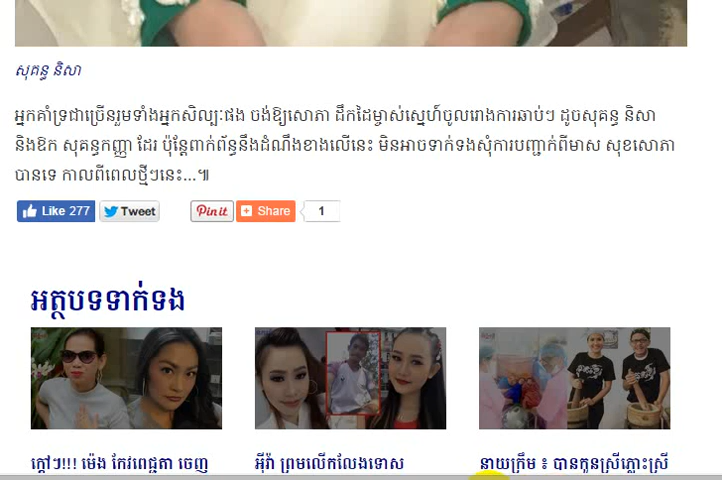 សុគន្ធ និសា
អ្នកគាំទ្រជាច្រើនរួមទាំងអ្នកសិល្បៈផង ចង់ឱ្យសោភា ដឹកដៃម្ចាស់ស្នេហ៍ចូលរោងការឆាប់ៗ ដូចសុគន្ធ និសា
និងឱក សុគន្ធកញ្ញា ដែរ ប៉ុន្តែពាក់ព័ន្ធនឹងដំណឹងខាងលើនេះ មិនអាចទាក់ទងសុំការបញ្ជាក់ពីមាស សុខសោភា
បានទេ កាលពីពេលថ្មីៗនេះ...៕
Like 277 Tweet Pin it Share 1
អត្ថបទទាក់ទង
ក្តៅៗ!!! ម៉េង កែវពេជ្ជតា ចេញ
អ៊ីរ៉ា ព្រមលើកលែងទោស
នាយក្រឹម ៖ បានកូនស្រីភ្លោះស្រី